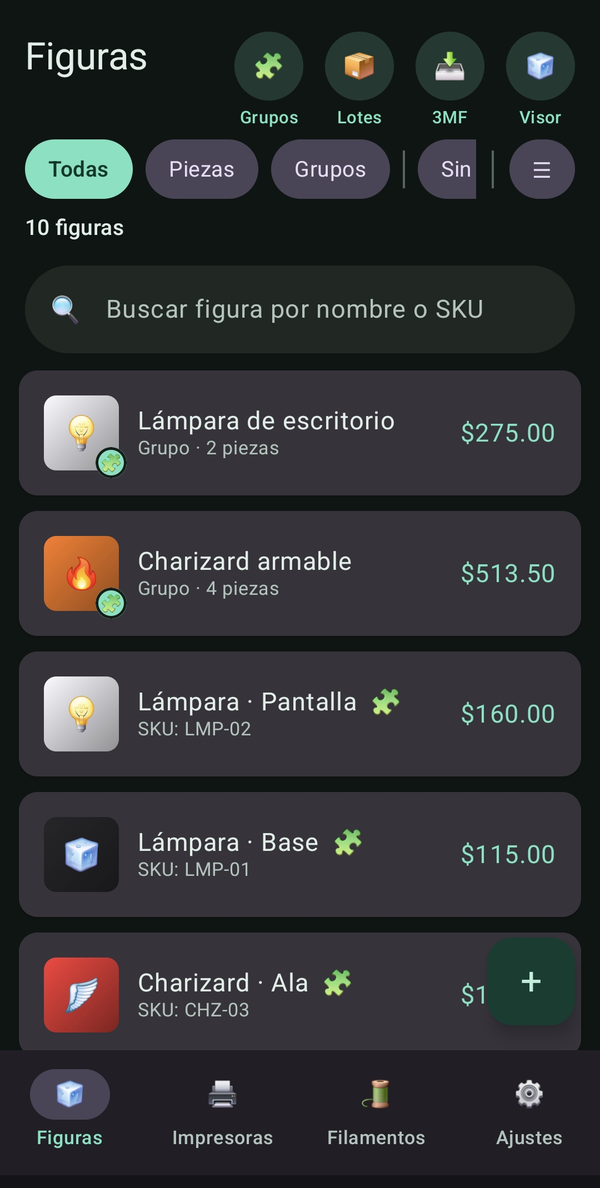 Figuras
Grupos
Lotes
3MF
Visor
Todas
Piezas
Grupos
Sin
10 figuras
Buscar figura por nombre o SKU
Lámpara de escritorio
Grupo · 2 piezas
$275.00
Charizard armable
Grupo · 4 piezas
$513.50
Lámpara · Pantalla
SKU: LMP-02
$160.00
Lámpara · Base
SKU: LMP-01
$115.00
Charizard · Ala
SKU: CHZ-03
$1
+
Figuras
Impresoras
Filamentos
Ajustes